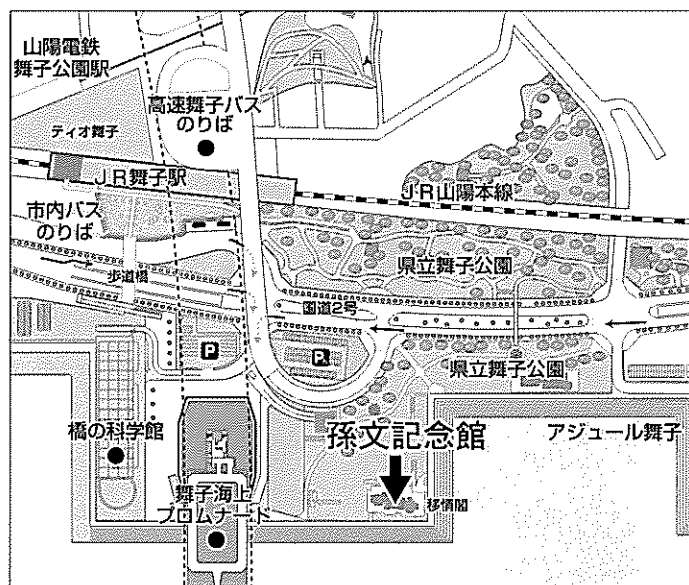 山陽電鉄
舞子公園駅
高速舞子バス
のりば
ティオ舞子
JR舞子駅
JR山陽本線
市内バス
のりば
歩道橋
県立舞子公園
国道2号
P
P
県立舞子公園
橋の科学館
孫文記念館
アジュール舞子
移情閣
舞子海上
プロムナード